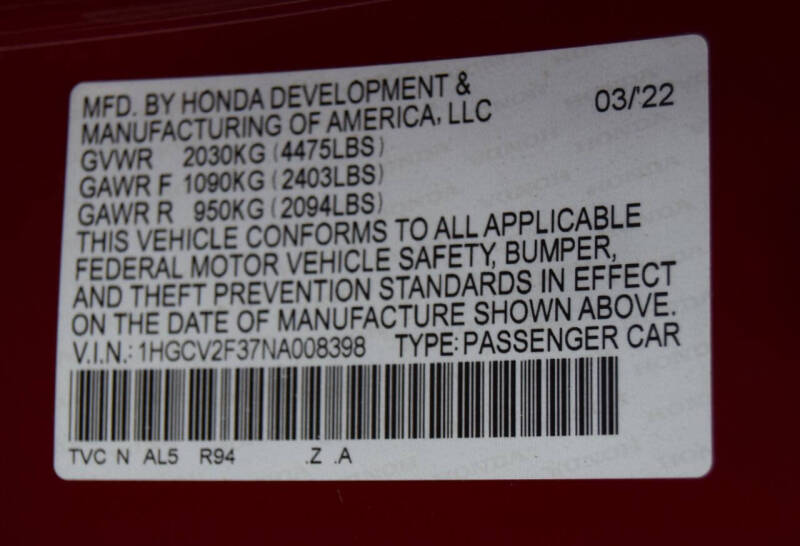 MFD. BY HONDA DEVELOPMENT &
MANUFACTURING OF AMERICA, LLC 03/'22
GVWR 2030KG (4475LBS)
GAWR F 1090KG (2403LBS)
GAWR R 950KG (2094LBS)
THIS VEHICLE CONFORMS TO ALL APPLICABLE
FEDERAL MOTOR VEHICLE SAFETY, BUMPER,
AND THEFT PREVENTION STANDARDS IN EFFECT
ON THE DATE OF MANUFACTURE SHOWN ABOVE.
V.I.N.: 1HGCV2F37NA008398 TYPE: PASSENGER CAR
TVC N AL5 R94 .Z .A